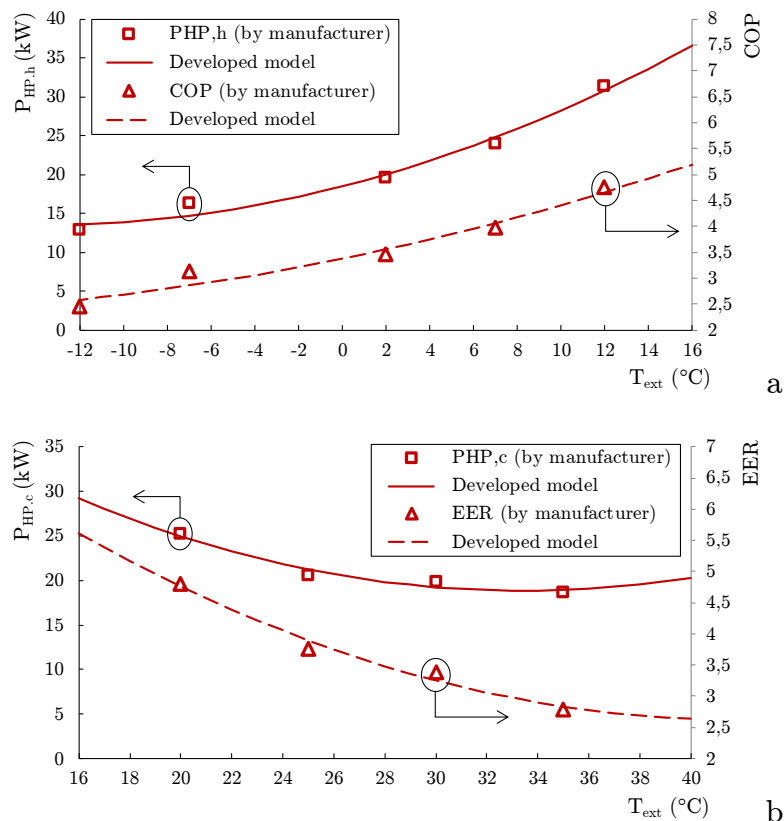 P_HP.h (kW)
COP
40
35
30
25
20
15
10
5
0
8
7,5
7
6,5
6
5,5
5
4,5
4
3,5
3
2,5
2
PHP,h (by manufacturer)
Developed model
COP (by manufacturer)
Developed model
-12 -10 -8 -6 -4 -2 0 2 4 6 8 10 12 14 16
T_ext (°C)
a
P_HP.c (kW)
EER
35
30
25
20
15
10
5
0
7
6,5
6
5,5
5
4,5
4
3,5
3
2,5
2
PHP,c (by manufacturer)
Developed model
EER (by manufacturer)
Developed model
16 18 20 22 24 26 28 30 32 34 36 38 40
T_ext (°C)
b